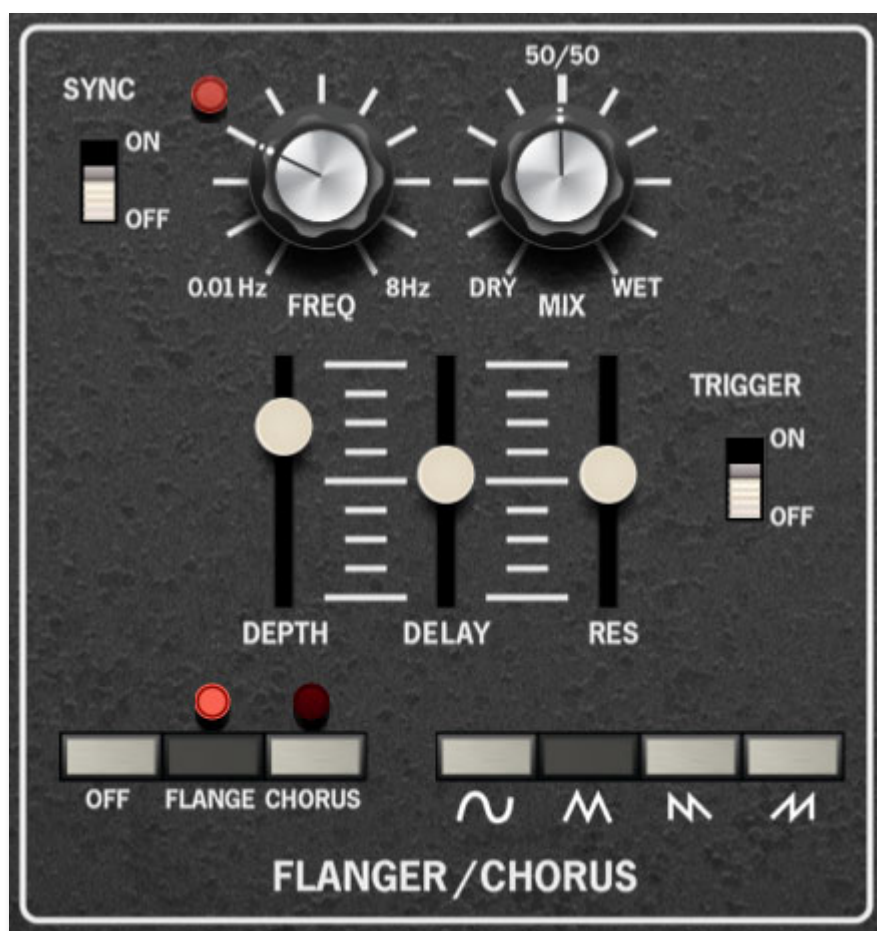 50/50
SYNC
ON
OFF
0.01 Hz
8Hz
FREQ
DRY
WET
MIX
TRIGGER
ON
OFF
DEPTH
DELAY
RES
OFF
FLANGE
CHORUS
FLANGER/CHORUS